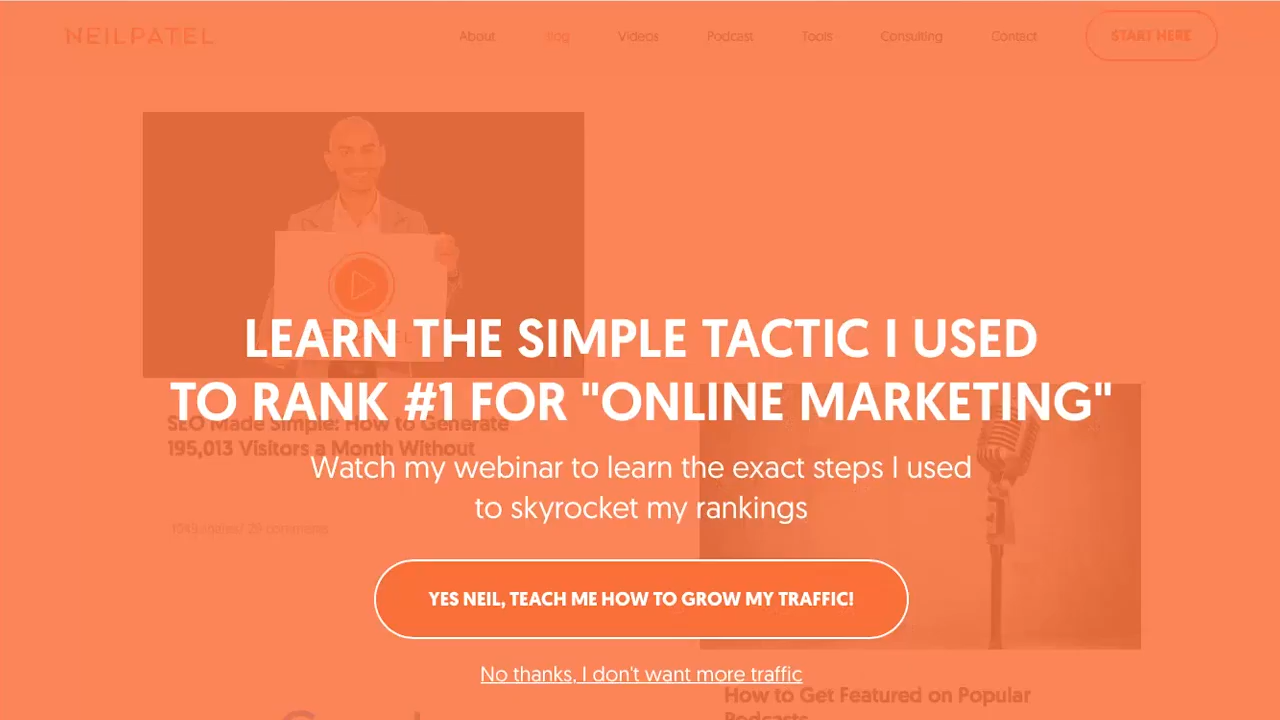 NEILPATEL
About Blog Videos Podcast Tools Consulting Contact START HERE
LEARN THE SIMPLE TACTIC I USED
TO RANK #1 FOR "ONLINE MARKETING"
SEO Made Simple: How to Generate
195,013 Visitors a Month Without
Watch my webinar to learn the exact steps I used
to skyrocket my rankings
YES NEIL, TEACH ME HOW TO GROW MY TRAFFIC!
No thanks, I don't want more traffic
How to Get Featured on Popular
Podcasts